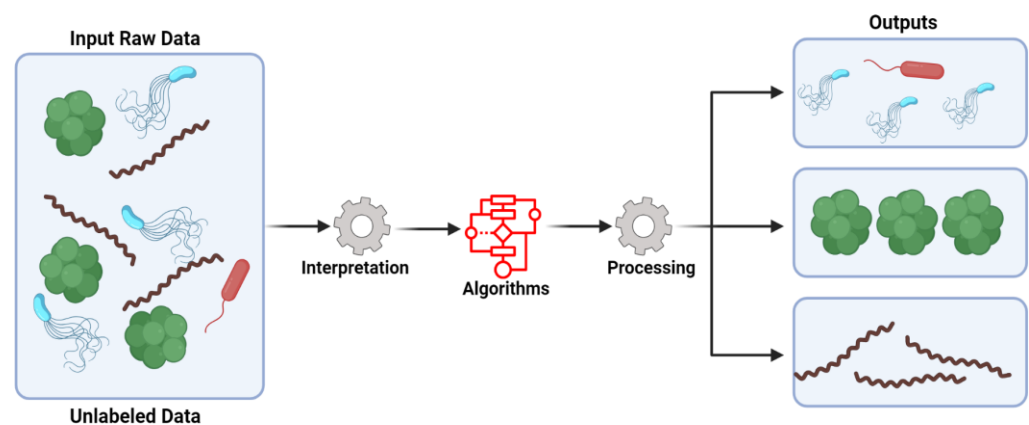 Input Raw Data
Outputs
Interpretation
Algorithms
Processing
Unlabeled Data